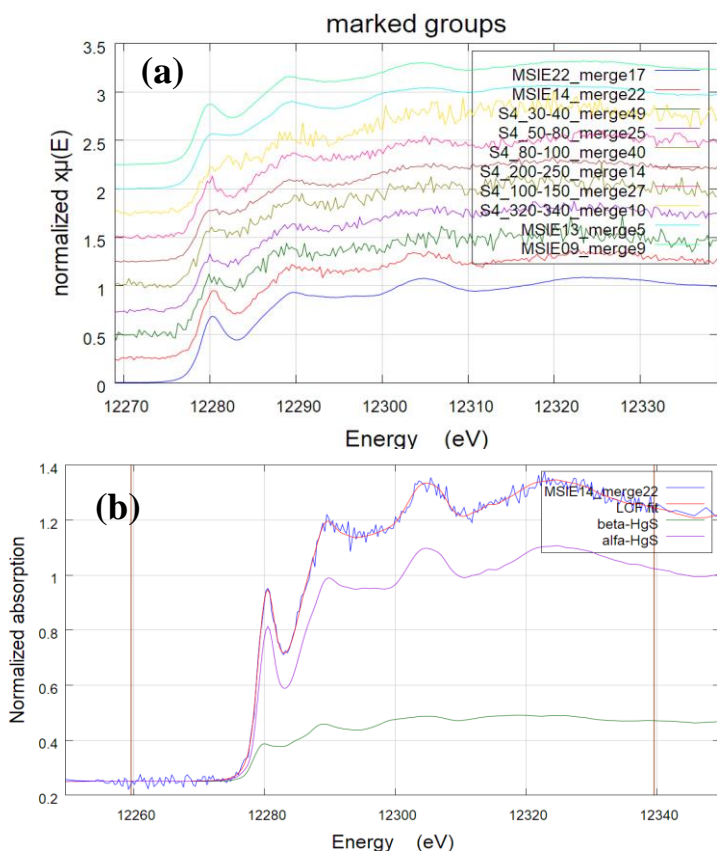 marked groups
(a)
3.5
3
2.5
2
1.5
1
0.5
0
normalized xμ(E)
MSIE22_merge17
MSIE14_merge22
S4_30-40_merge49
S4_50-80_merge25
S4_80-100_merge40
S4_200-250_merge14
S4_100-150_merge27
S4_320-340_merge10
MSIE13_merge5
MSIE09_merge9
12270 12280 12290 12300 12310 12320 12330
Energy (eV)
(b)
1.4
1.2
1
0.8
0.6
0.4
0.2
Normalized absorption
MSIE14_merge22
LCF fit
beta-HgS
alfa-HgS
12260 12280 12300 12320 12340
Energy (eV)